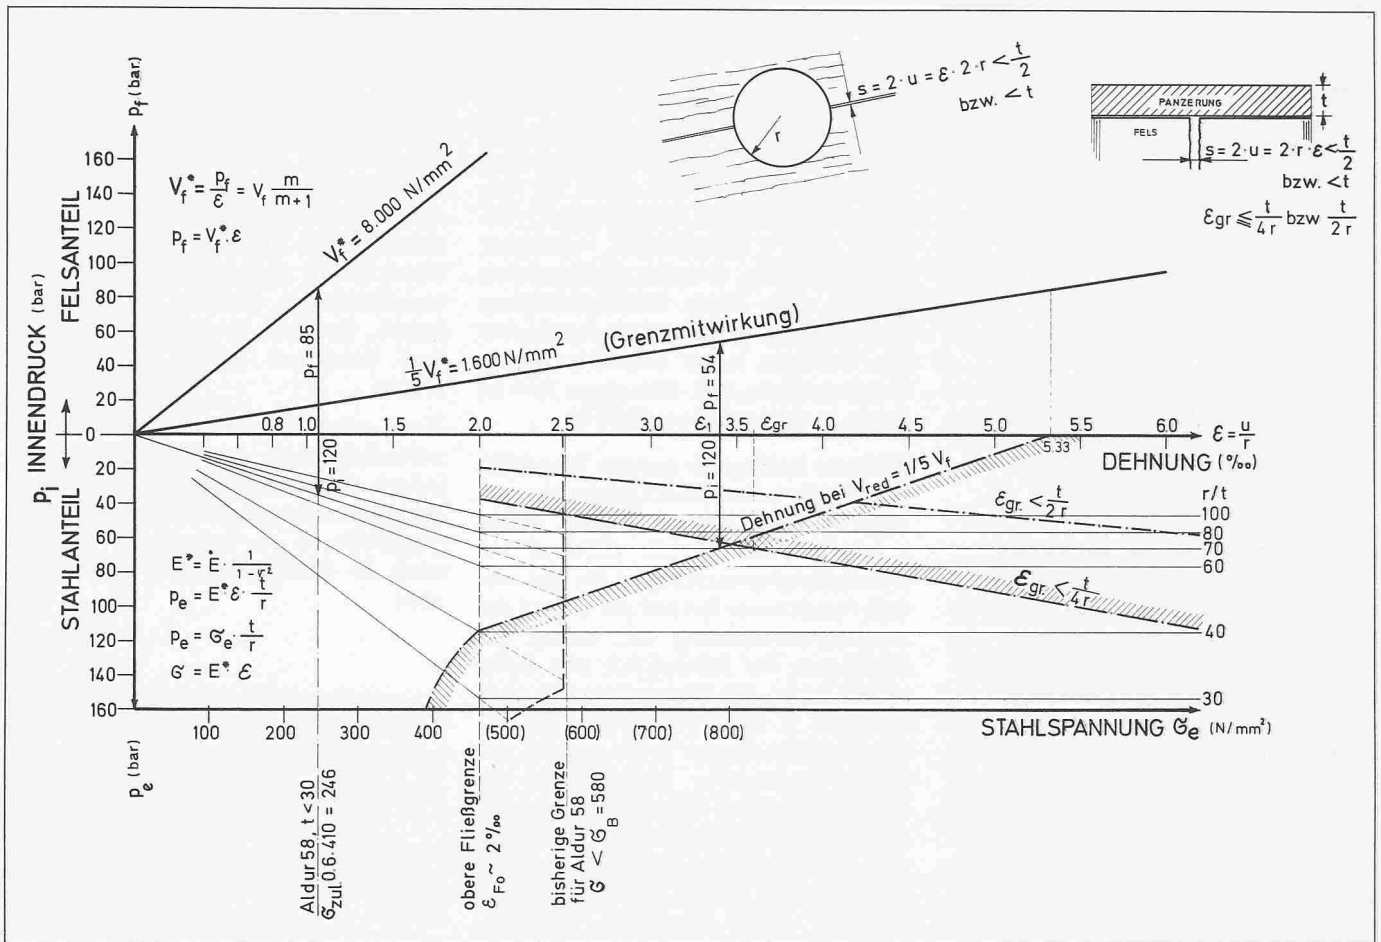 p_f (bar)
160
140
120
100
80
60
40
20
0
20
40
60
80
100
120
140
160
p_i INNENDRUCK (bar)
FELSANTEIL
STAHLANTEIL
p_e (bar)
V_f* = p_f/ε = V_f m/m+1
p_f = V_f*·ε
V_f* = 8.000 N/mm²
1/5 V_f* = 1.600 N/mm²
(Grenzmitwirkung)
p_f = 85
p_i = 120
p_f = 54
p_i = 120
s = 2·u = ε·2·r < t/2
bzw. < t
r
PANZERUNG
t
FELS
s = 2·u = 2·r·ε < t/2
bzw. < t
ε_gr ≦ t/4r bzw t/2r
0.8 1.0 1.5 2.0 2.5 3.0 ε_1 3.5 ε_gr 4.0 4.5 5.0 5.5 6.0 ε = u/r
5.33
DEHNUNG (‰)
r/t
100
80
70
60
40
30
Dehnung bei V_red = 1/5 V_f
ε_gr. < t/2r
ε_gr < t/4r
p_e = E*·ε·t/r
p_e = σ_e·t/r
σ = E*·ε
100 200 300 400 (500) (600) (700) (800)
STAHLSPANNUNG σ_e (N/mm²)
Aldur 58, t < 30
σ_zul 0.6.410 = 246
obere Fließgrenze
ε_Fo ~ 2‰
bisherige Grenze
für Aldur 58
σ < σ_B = 580